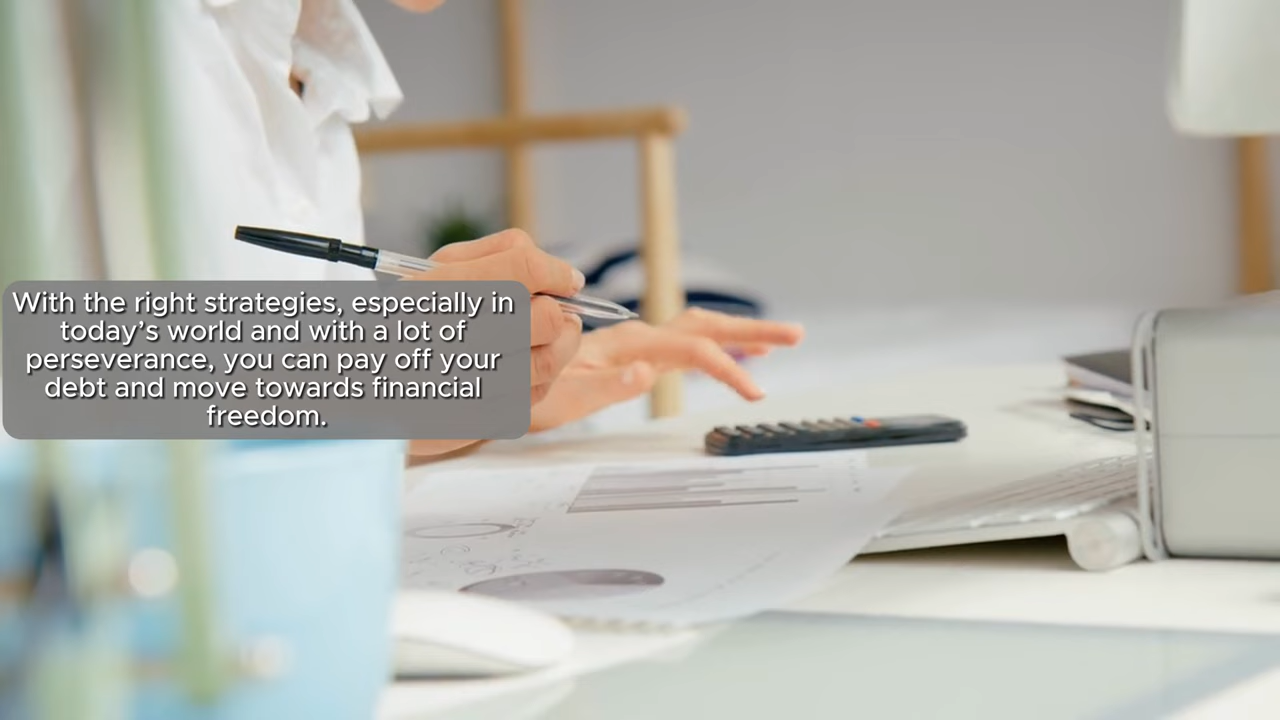 With the right strategies, especially in
today’s world and with a lot of
perseverance, you can pay off your
debt and move towards financial
freedom.